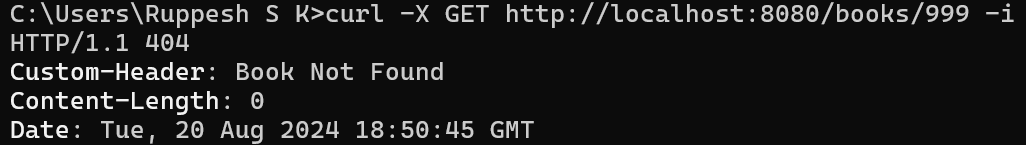 C:\Users\Ruppesh S K>curl -X GET http://localhost:8080/books/999 -i
HTTP/1.1 404
Custom-Header: Book Not Found
Content-Length: 0
Date: Tue, 20 Aug 2024 18:50:45 GMT